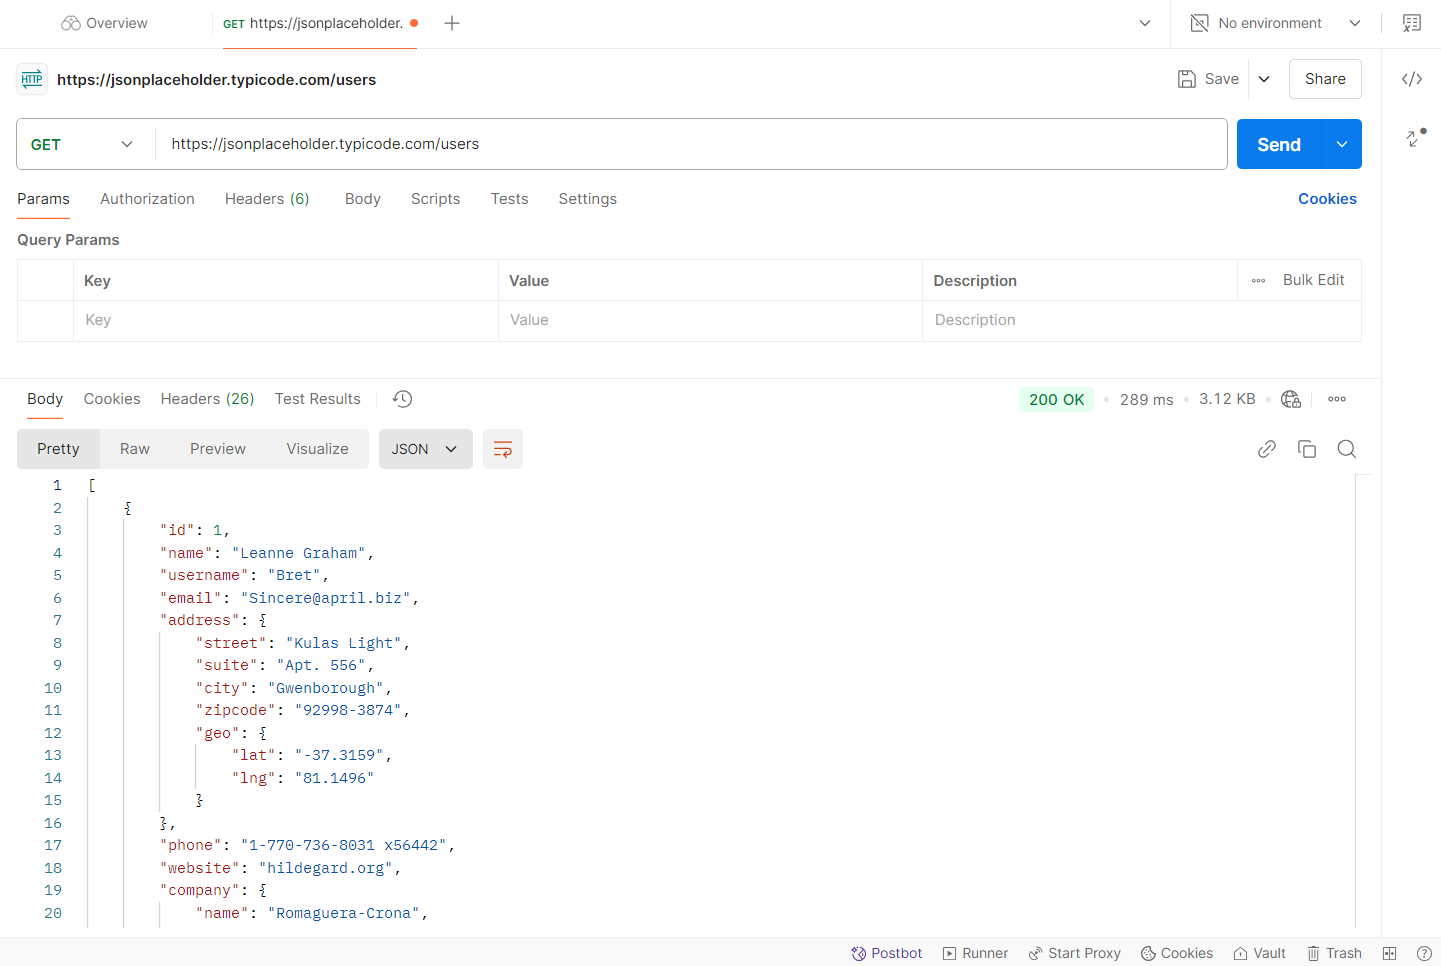 Overview
GET https://jsonplaceholder.
No environment
HTTP https://jsonplaceholder.typicode.com/users
Save
Share
GET https://jsonplaceholder.typicode.com/users
Send
Params Authorization Headers (6) Body Scripts Tests Settings Cookies
Query Params
Key Value Description Bulk Edit
Key Value Description
Body Cookies Headers (26) Test Results 200 OK 289 ms 3.12 KB
Pretty Raw Preview Visualize JSON
1 [
2 {
3 "id": 1,
4 "name": "Leanne Graham",
5 "username": "Bret",
6 "email": "Sincere@april.biz",
7 "address": {
8 "street": "Kulas Light",
9 "suite": "Apt. 556",
10 "city": "Gwenborough",
11 "zipcode": "92998-3874",
12 "geo": {
13 "lat": "-37.3159",
14 "lng": "81.1496"
15 }
16 },
17 "phone": "1-770-736-8031 x56442",
18 "website": "hildegard.org",
19 "company": {
20 "name": "Romaguera-Crona",
Postbot Runner Start Proxy Cookies Vault Trash